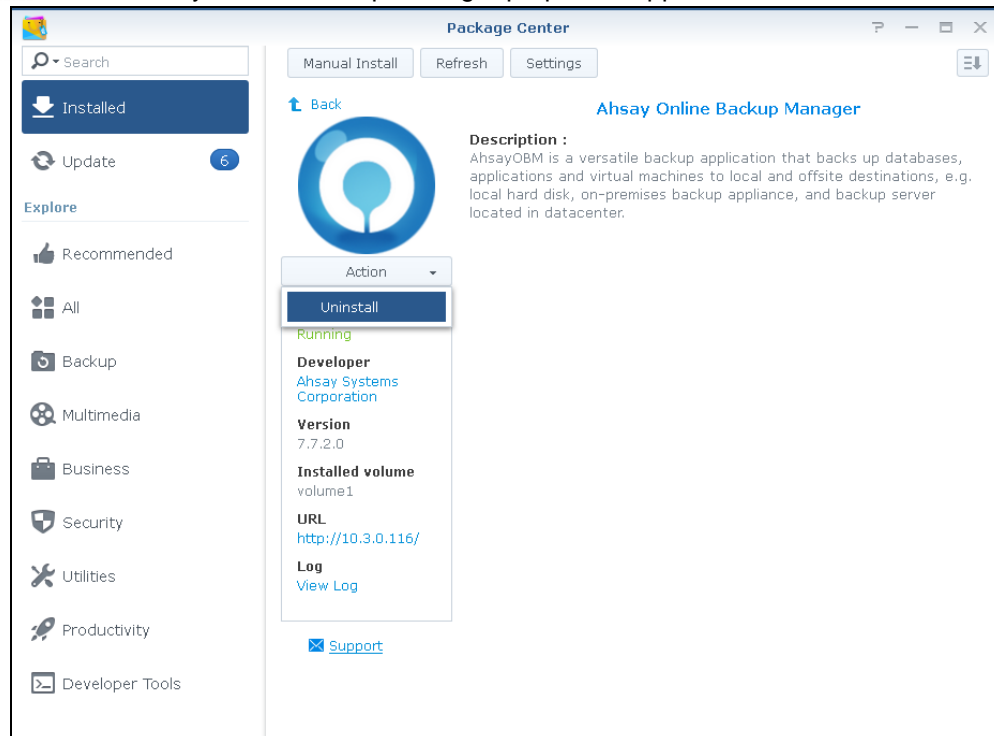 Package Center
Search
Manual Install
Refresh
Settings
Installed
Update
6
Explore
Recommended
All
Backup
Multimedia
Business
Security
Utilities
Productivity
Developer Tools
Back
Ahsay Online Backup Manager
Description :
AhsayOBM is a versatile backup application that backs up databases,
applications and virtual machines to local and offsite destinations, e.g.
local hard disk, on-premises backup appliance, and backup server
located in datacenter.
Action
Uninstall
Running
Developer
Ahsay Systems
Corporation
Version
7.7.2.0
Installed volume
volume1
URL
http://10.3.0.116/
Log
View Log
Support